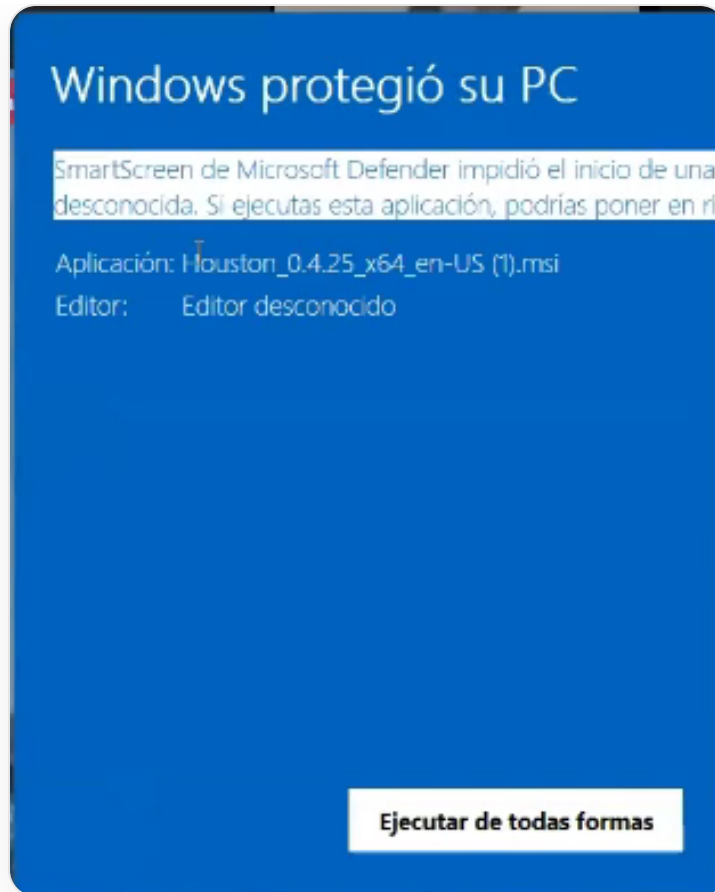 Windows protegió su PC
SmartScreen de Microsoft Defender impidió el inicio de una
desconocida. Si ejecutas esta aplicación, podrías poner en
Aplicación: Houston_0.4.25_x64_en-US (1).msi
Editor: Editor desconocido
Ejecutar de todas formas